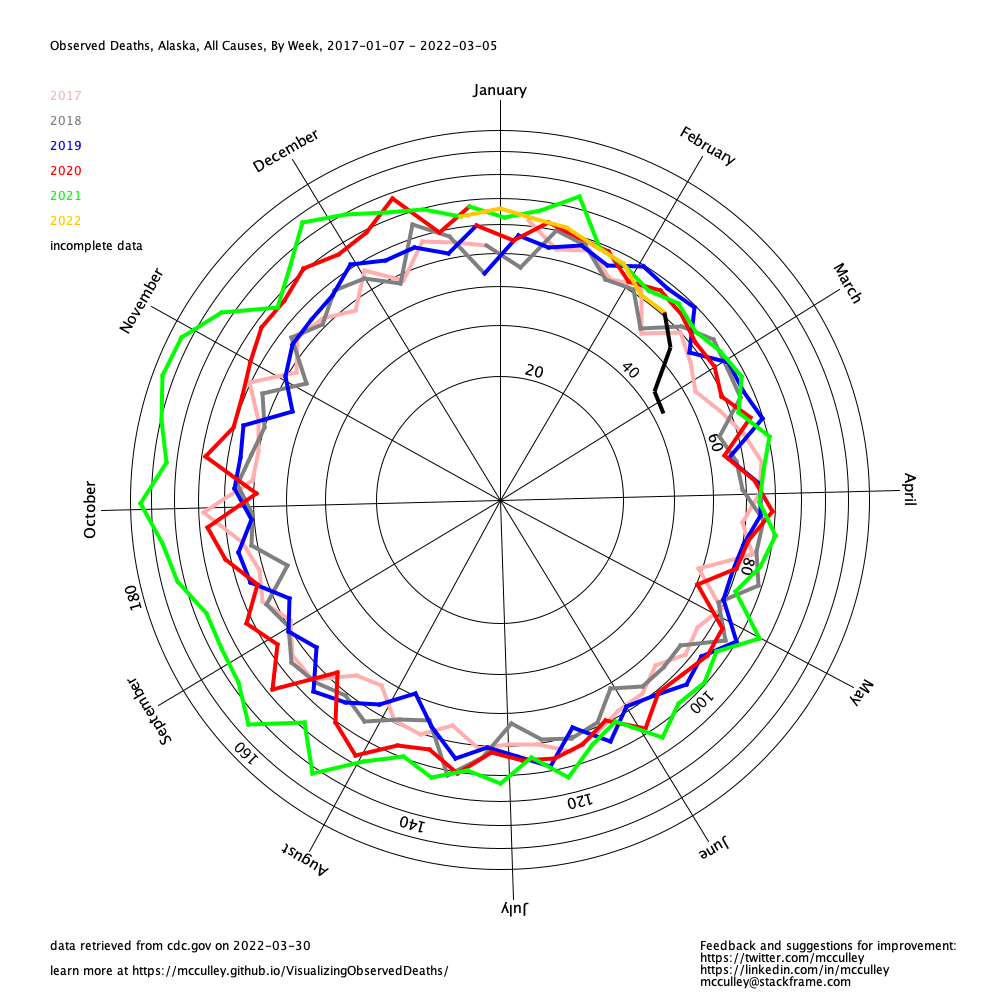 Observed Deaths, Alaska, All Causes, By Week, 2017-01-07 - 2022-03-05
2017
2018
2019
2020
2021
2022
incomplete data
January
February
March
April
May
June
July
August
September
October
November
December
20
40
60
80
100
120
140
160
180
data retrieved from cdc.gov on 2022-03-30
learn more at https://mcculley.github.io/VisualizingObservedDeaths/
Feedback and suggestions for improvement:
https://twitter.com/mcculley
https://linkedin.com/in/mcculley
mcculley@stackframe.com